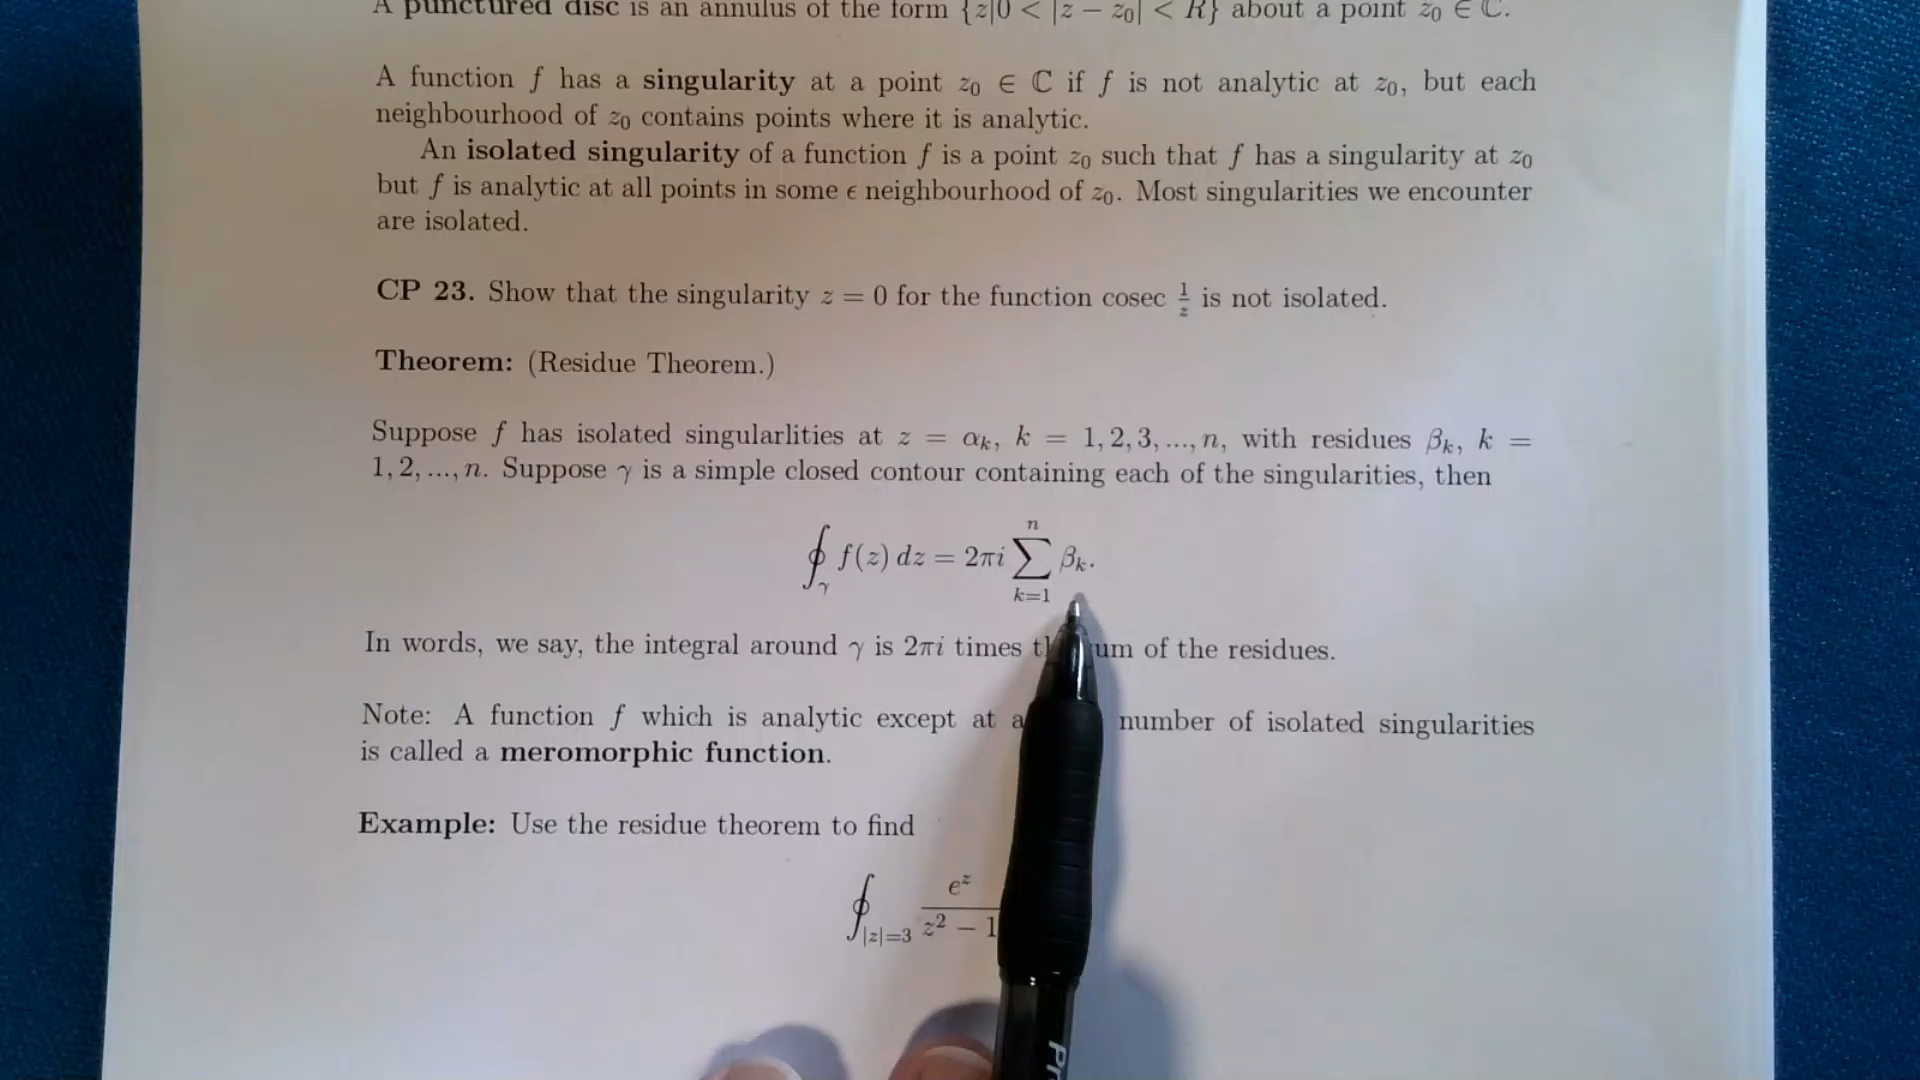 A punctured disc is an annulus of the form {z|0 < |z − z₀| < R} about a point z₀ ∈ ℂ.
A function f has a singularity at a point z₀ ∈ ℂ if f is not analytic at z₀, but each
neighbourhood of z₀ contains points where it is analytic.
An isolated singularity of a function f is a point z₀ such that f has a singularity at z₀
but f is analytic at all points in some ϵ neighbourhood of z₀. Most singularities we encounter
are isolated.
CP 23. Show that the singularity z = 0 for the function cosec 1/z is not isolated.
Theorem: (Residue Theorem.)
Suppose f has isolated singularlities at z = αₖ, k = 1, 2, 3, ..., n, with residues βₖ, k =
1, 2, ..., n. Suppose γ is a simple closed contour containing each of the singularities, then
∮_γ f(z) dz = 2πi ∑_{k=1}^{n} βₖ.
In words, we say, the integral around γ is 2πi times um of the residues.
Note: A function f which is analytic except at a number of isolated singularities
is called a meromorphic function.
Example: Use the residue theorem to find
∮_{|z|=3} e^z / (z² − 1